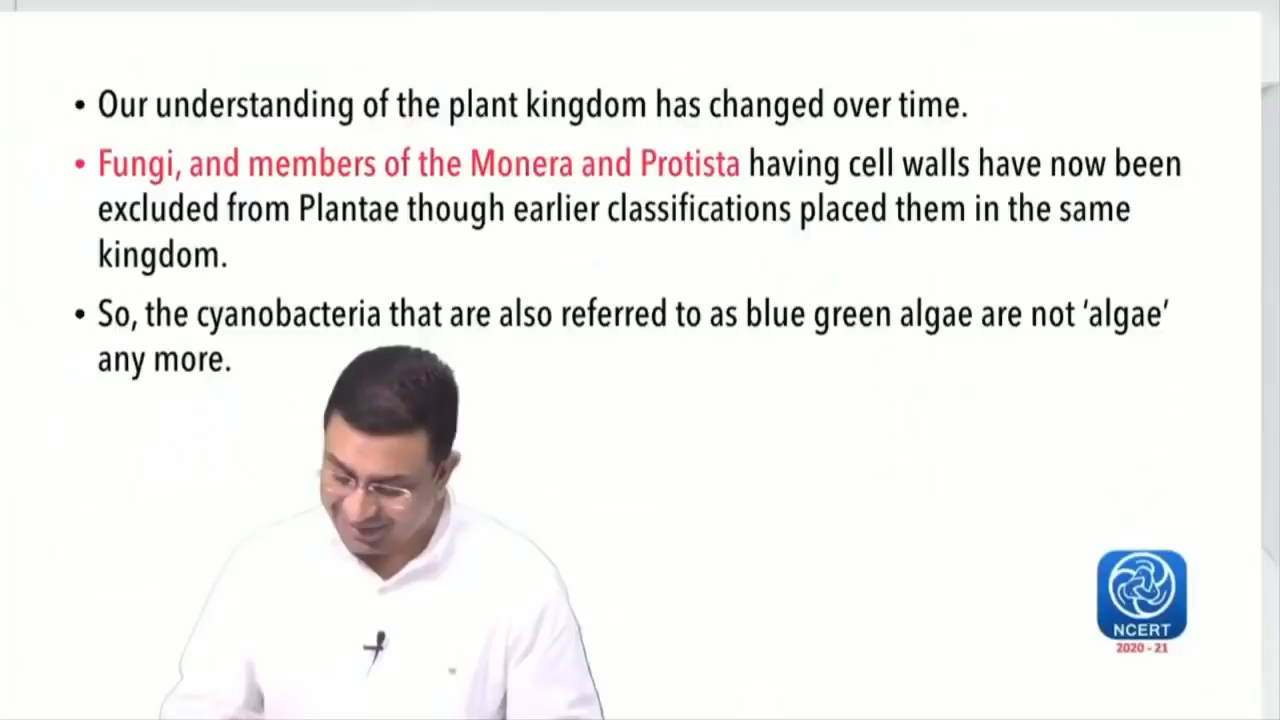 • Our understanding of the plant kingdom has changed over time.
• Fungi, and members of the Monera and Protista having cell walls have now been
excluded from Plantae though earlier classifications placed them in the same
kingdom.
• So, the cyanobacteria that are also referred to as blue green algae are not ‘algae’
any more.
NCERT
2020 - 21